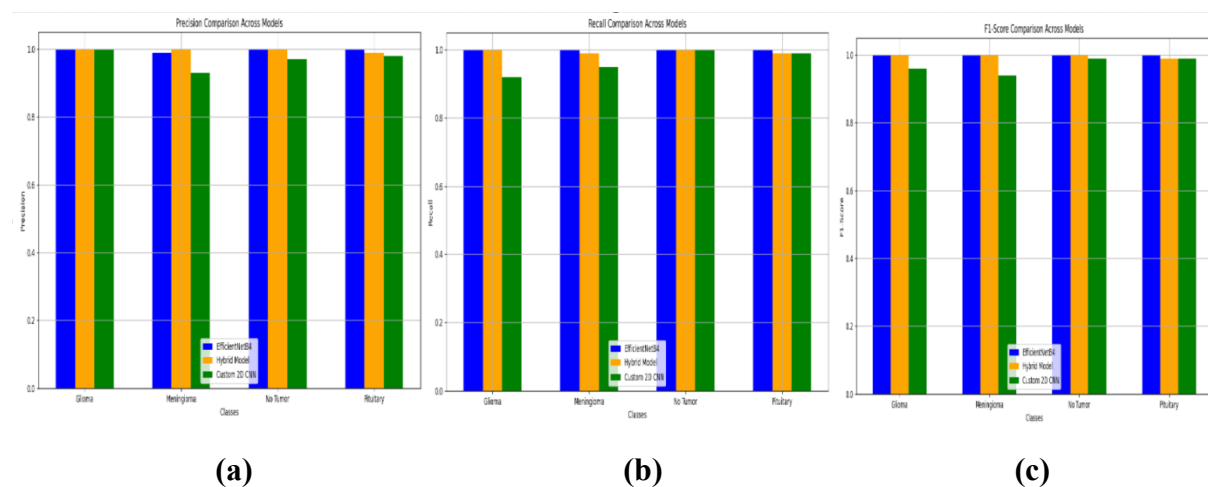 Precision Comparison Across Models
1.0
0.8
0.6
0.4
0.2
0.0
Precision
EfficientNetB4
Hybrid Model
Custom 2D CNN
Glioma
Meningioma
No Tumor
Pituitary
Classes
(a)
Recall Comparison Across Models
1.0
0.8
0.6
0.4
0.2
0.0
Recall
EfficientNetB4
Hybrid Model
Custom 2D CNN
Glioma
Meningioma
No Tumor
Pituitary
Classes
(b)
F1-Score Comparison Across Models
1.0
0.8
0.6
0.4
0.2
0.0
F1-Score
EfficientNetB4
Hybrid Model
Custom 2D CNN
Glioma
Meningioma
No Tumor
Pituitary
Classes
(c)